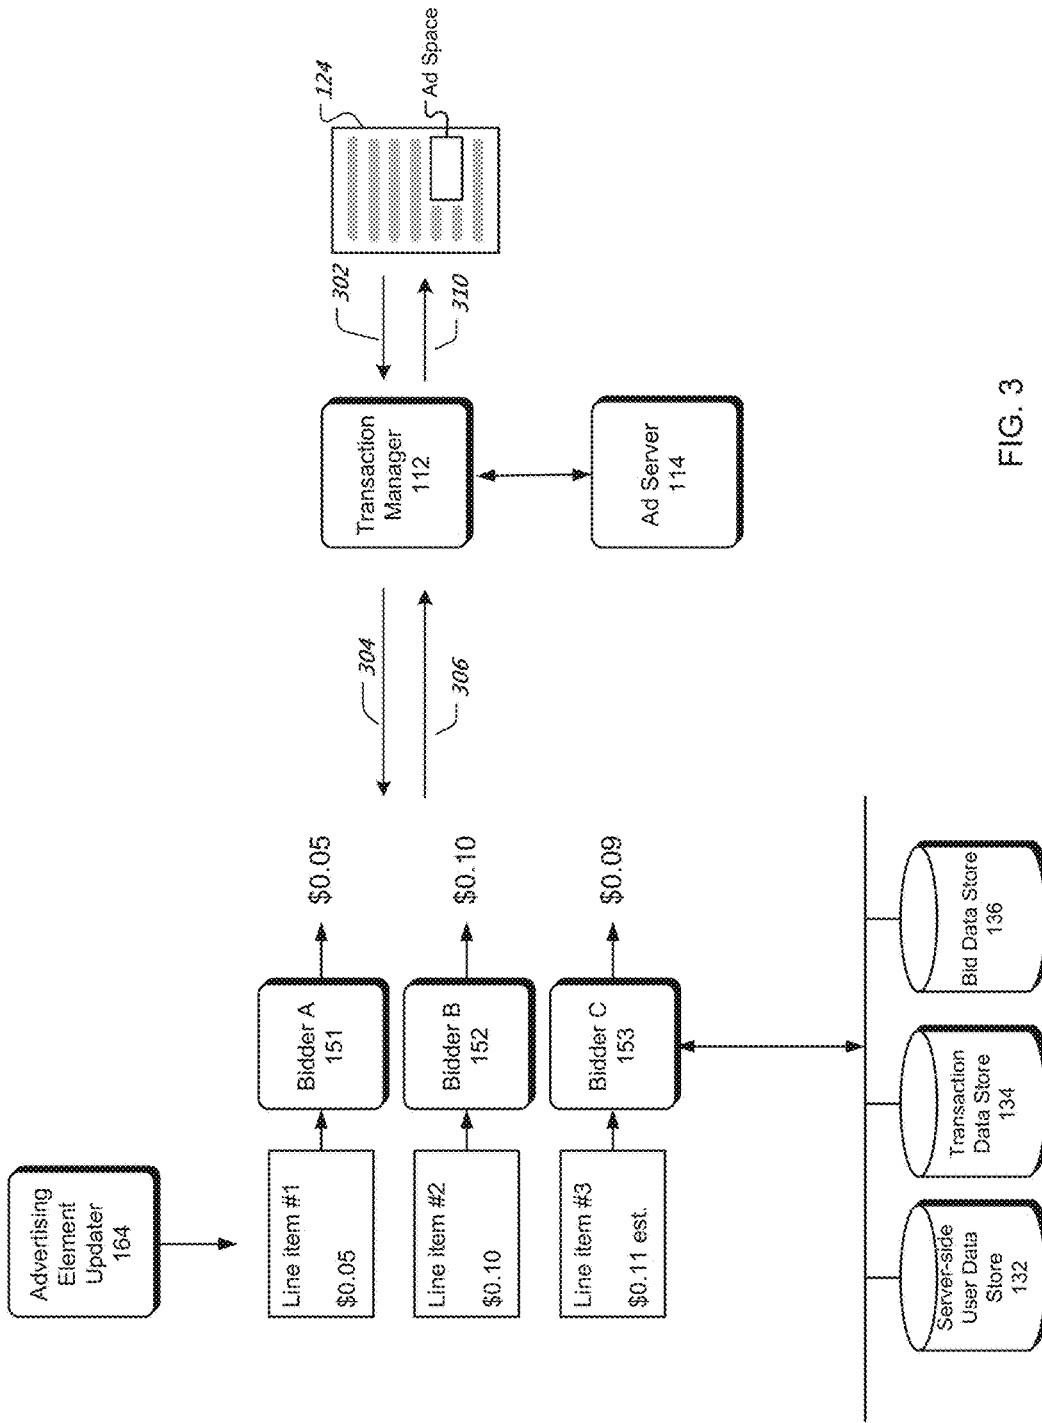 Advertising
Element
Updater
164
Line item #1
$0.05
Line item #2
$0.10
Line item #3
$0.11 est.
Bidder A
151
Bidder B
152
Bidder C
153
$0.05
$0.10
$0.09
304
306
Transaction
Manager
112
Ad Server
114
302
310
124
Ad Space
Server-side
User Data
Store
132
Transaction
Data Store
134
Bid Data Store
136
FIG. 3